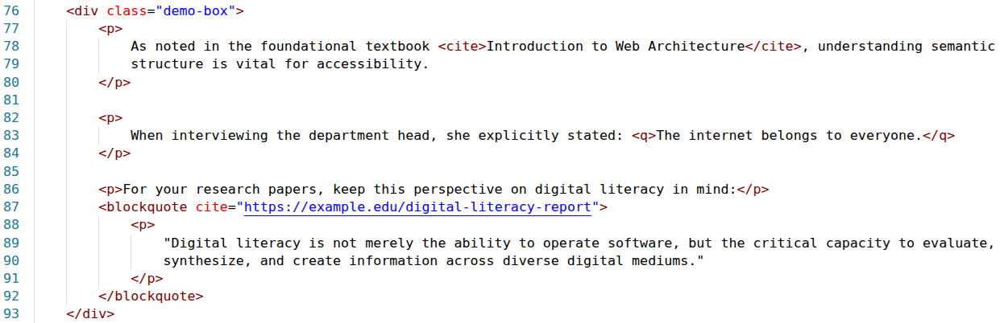 76 <div class="demo-box">
77 <p>
78 As noted in the foundational textbook <cite>Introduction to Web Architecture</cite>, understanding semantic
79 structure is vital for accessibility.
80 </p>
81
82 <p>
83 When interviewing the department head, she explicitly stated: <q>The internet belongs to everyone.</q>
84 </p>
85
86 <p>For your research papers, keep this perspective on digital literacy in mind:</p>
87 <blockquote cite="https://example.edu/digital-literacy-report">
88 <p>
89 "Digital literacy is not merely the ability to operate software, but the critical capacity to evaluate,
90 synthesize, and create information across diverse digital mediums."
91 </p>
92 </blockquote>
93 </div>